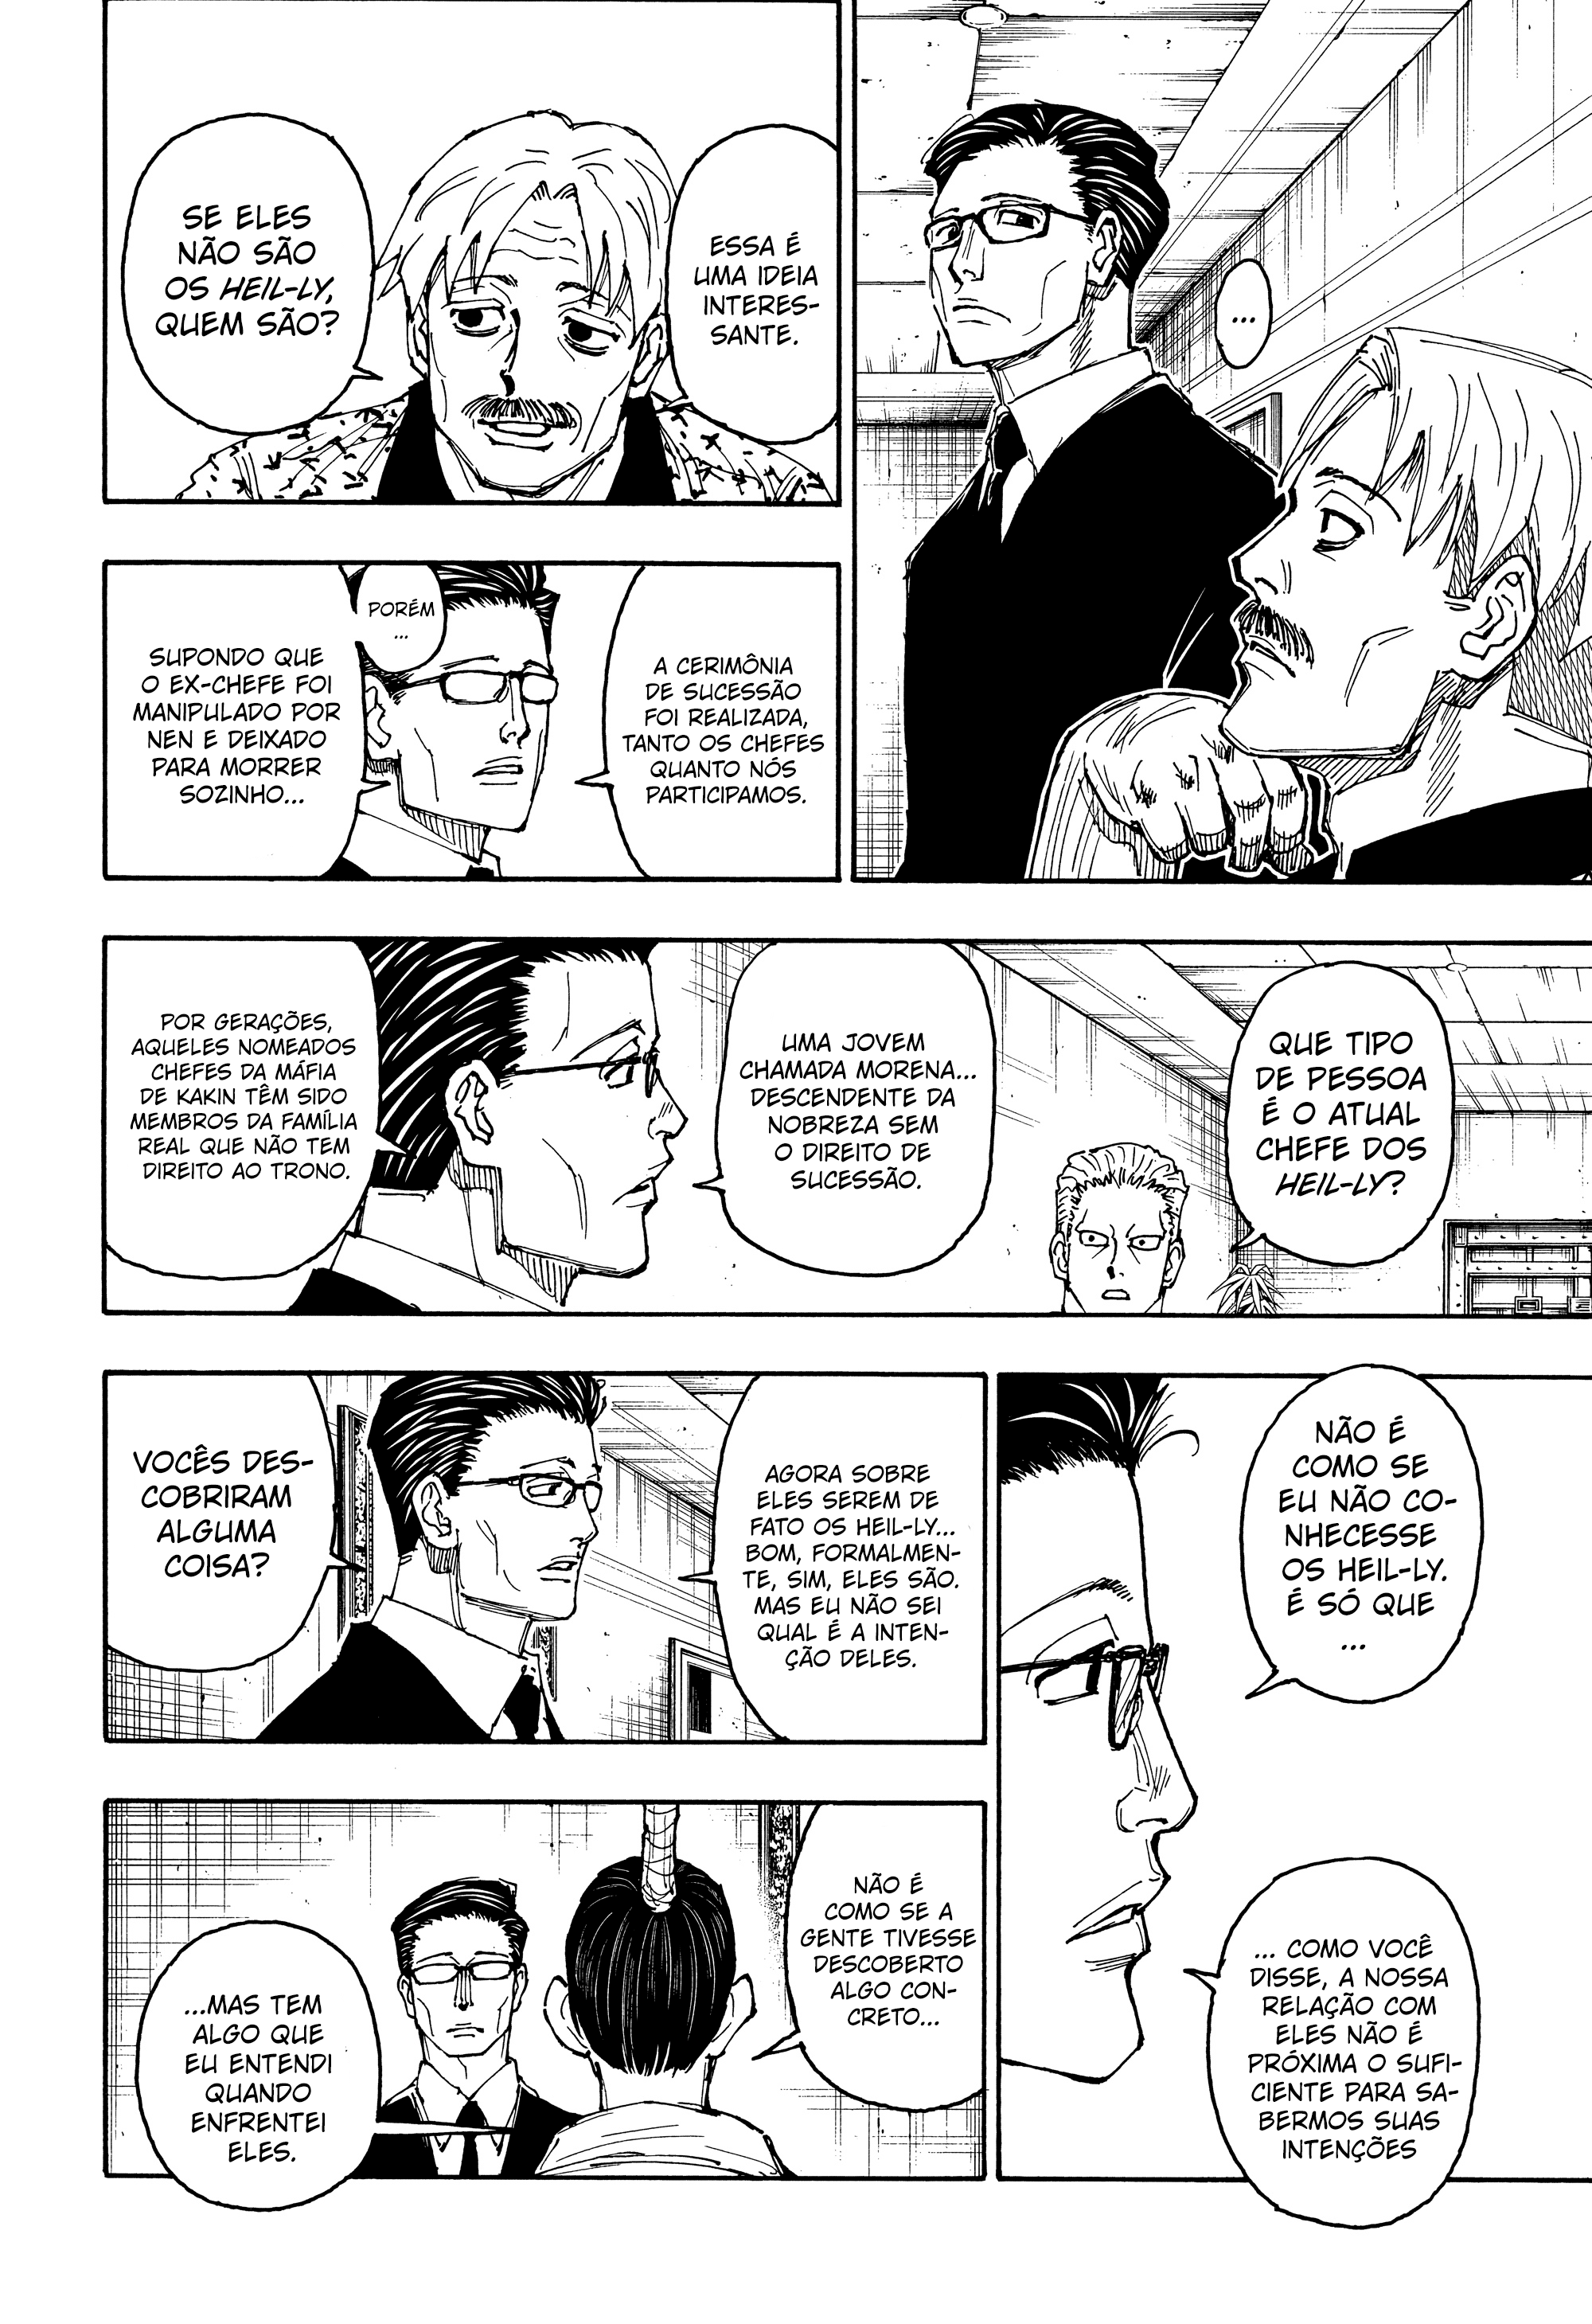 ...
ESSA É
UMA IDEIA
INTERES-
SANTE.
SE ELES
NÃO SÃO
OS HEIL-LY,
QUEM SÃO?
A CERIMÔNIA
DE SUCESSÃO
FOI REALIZADA,
TANTO OS CHEFES
QUANTO NÓS
PARTICIPAMOS.
PORÉM
...
SUPONDO QUE
O EX-CHEFE FOI
MANIPULADO POR
NEN E DEIXADO
PARA MORRER
SOZINHO...
QUE TIPO
DE PESSOA
É O ATUAL
CHEFE DOS
HEIL-LY?
UMA JOVEM
CHAMADA MORENA...
DESCENDENTE DA
NOBREZA SEM
O DIREITO DE
SUCESSÃO.
POR GERAÇÕES,
AQUELES NOMEADOS
CHEFES DA MÁFIA
DE KAKIN TÊM SIDO
MEMBROS DA FAMÍLIA
REAL QUE NÃO TEM
DIREITO AO TRONO.
NÃO É
COMO SE
EU NÃO CO-
NHECESSE
OS HEIL-LY.
É SÓ QUE
...
... COMO VOCÊ
DISSE, A NOSSA
RELAÇÃO COM
ELES NÃO É
PRÓXIMA O SUFI-
CIENTE PARA SA-
BERMOS SUAS
INTENÇÕES
AGORA SOBRE
ELES SEREM DE
FATO OS HEIL-LY...
BOM, FORMALMEN-
TE, SIM, ELES SÃO.
MAS EU NÃO SEI
QUAL É A INTEN-
ÇÃO DELES.
VOCÊS DES-
COBRIRAM
ALGUMA
COISA?
NÃO É
COMO SE A
GENTE TIVESSE
DESCOBERTO
ALGO CON-
CRETO...
...MAS TEM
ALGO QUE
EU ENTENDI
QUANDO
ENFRENTEI
ELES.